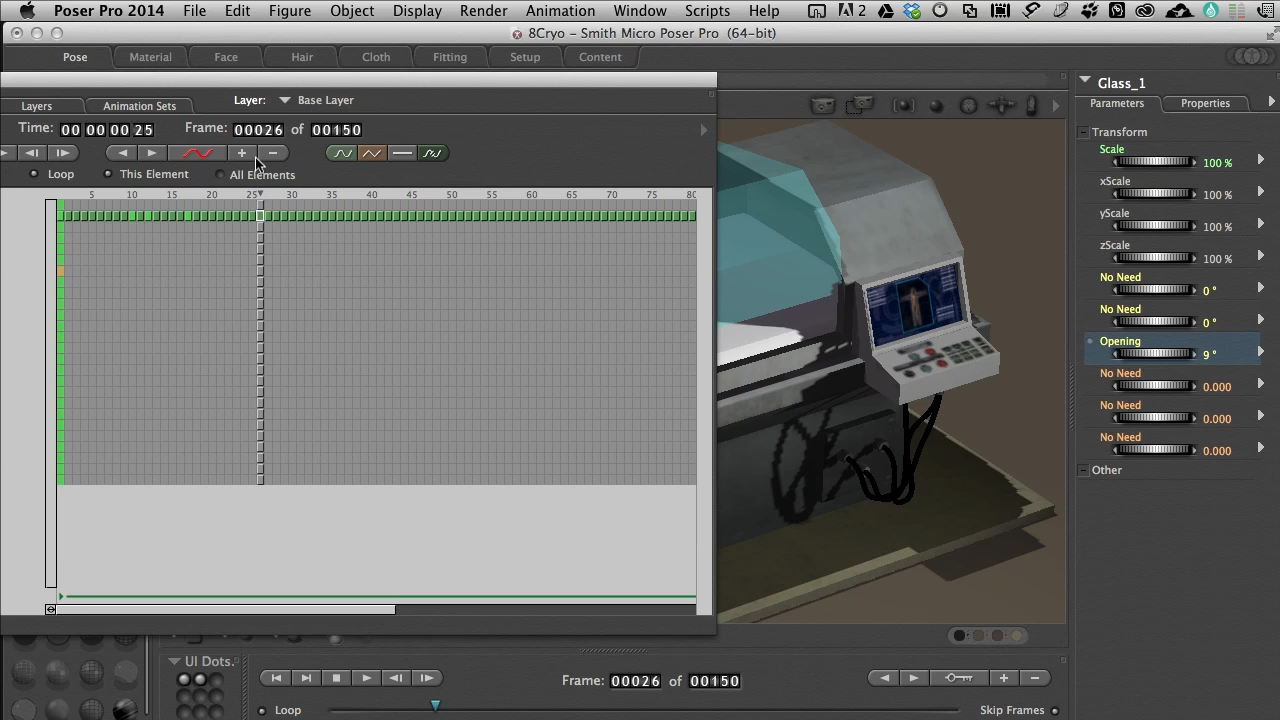 Poser Pro 2014 File Edit Figure Object Display Render Animation Window Scripts Help 2
8Cryo – Smith Micro Poser Pro (64-bit)
Pose Material Face Hair Cloth Fitting Setup Content
Layers Animation Sets Layer: Base Layer
Time: 00 00 00 25 Frame: 00026 of 00150
Loop This Element All Elements
5 10 15 20 25 30 35 40 45 50 55 60 65 70 75 80
Glass_1
Parameters Properties
Transform
Scale
100 %
xScale
100 %
yScale
100 %
zScale
100 %
No Need
0 °
No Need
0 °
Opening
9 °
No Need
0.000
No Need
0.000
No Need
0.000
Other
UI Dots.
Frame: 00026 of 00150
Loop Skip Frames